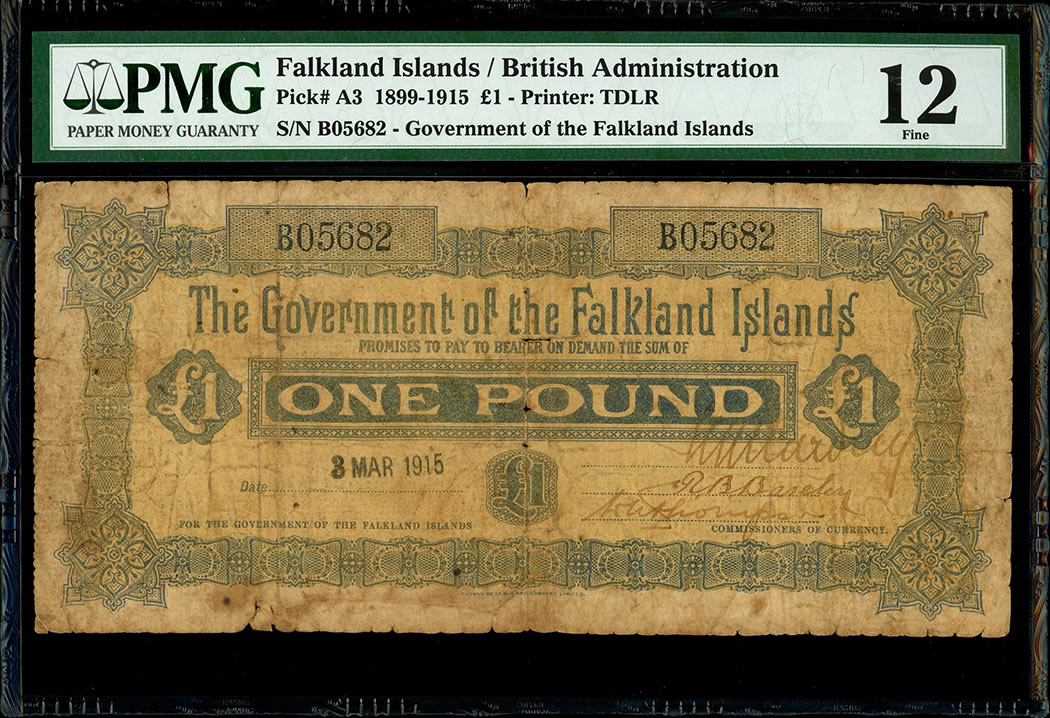 PMG
PAPER MONEY GUARANTY
Falkland Islands / British Administration
Pick# A3 1899-1915 £1 - Printer: TDLR
S/N B05682 - Government of the Falkland Islands
12
Fine
B05682 B05682
The Government of the Falkland Islands
PROMISES TO PAY TO BEARER ON DEMAND THE SUM OF
£1 ONE POUND £1
3 MAR 1915
Date
£1
FOR THE GOVERNMENT OF THE FALKLAND ISLANDS
COMMISSIONERS OF CURRENCY.